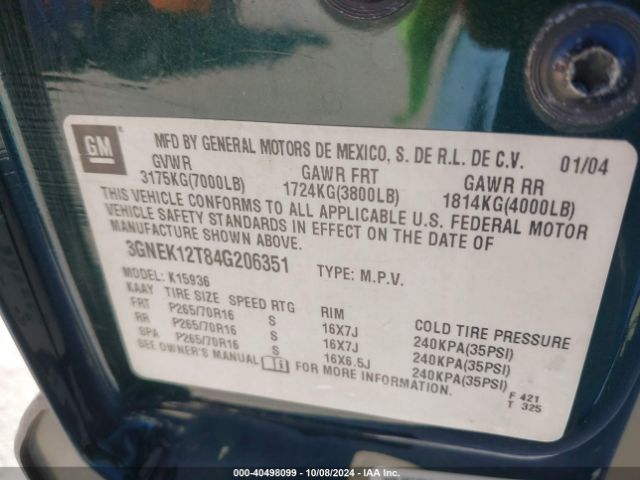 GM
MFD BY GENERAL MOTORS DE MEXICO, S. DE R.L. DE C.V. 01/04
GVWR GAWR FRT GAWR RR
3175KG(7000LB) 1724KG(3800LB) 1814KG(4000LB)
THIS VEHICLE CONFORMS TO ALL APPLICABLE U.S. FEDERAL MOTOR
VEHICLE SAFETY STANDARDS IN EFFECT ON THE DATE OF
MANUFACTURE SHOWN ABOVE.
3GNEK12T84G206351 TYPE: M.P.V.
MODEL: K15936
KAAY TIRE SIZE SPEED RTG RIM COLD TIRE PRESSURE
FRT P265/70R16 S 16X7J 240KPA(35PSI)
RR P265/70R16 S 16X7J 240KPA(35PSI)
SPA P265/70R16 S 16X6.5J 240KPA(35PSI)
SEE OWNER'S MANUAL FOR MORE INFORMATION.
F 421
T 325
000-40498099 - 10/08/2024 - IAA Inc.